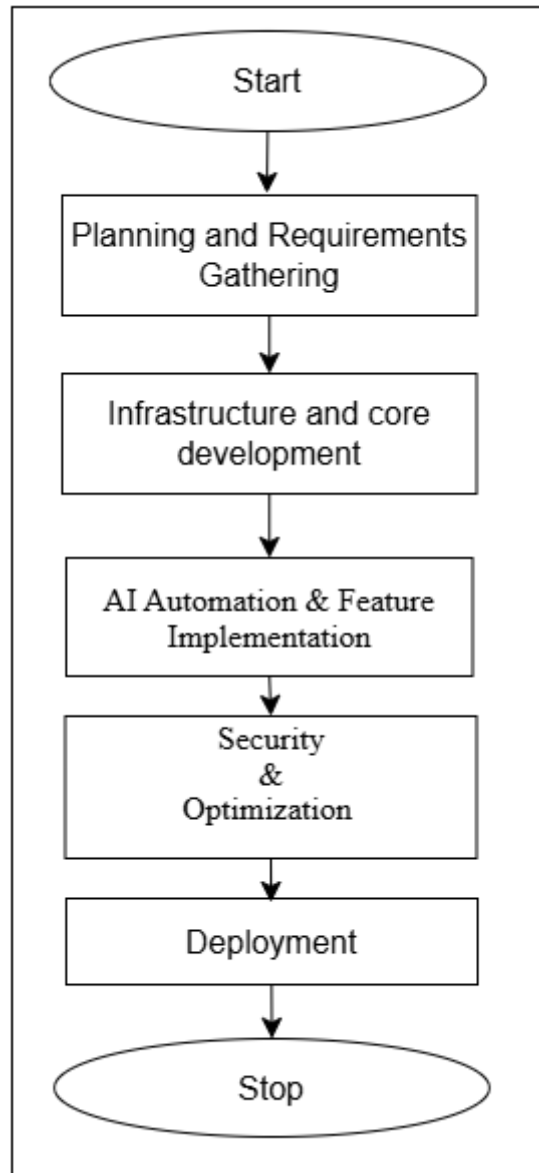 Start
Planning and Requirements
Gathering
Infrastructure and core
development
AI Automation & Feature
Implementation
Security
&
Optimization
Deployment
Stop